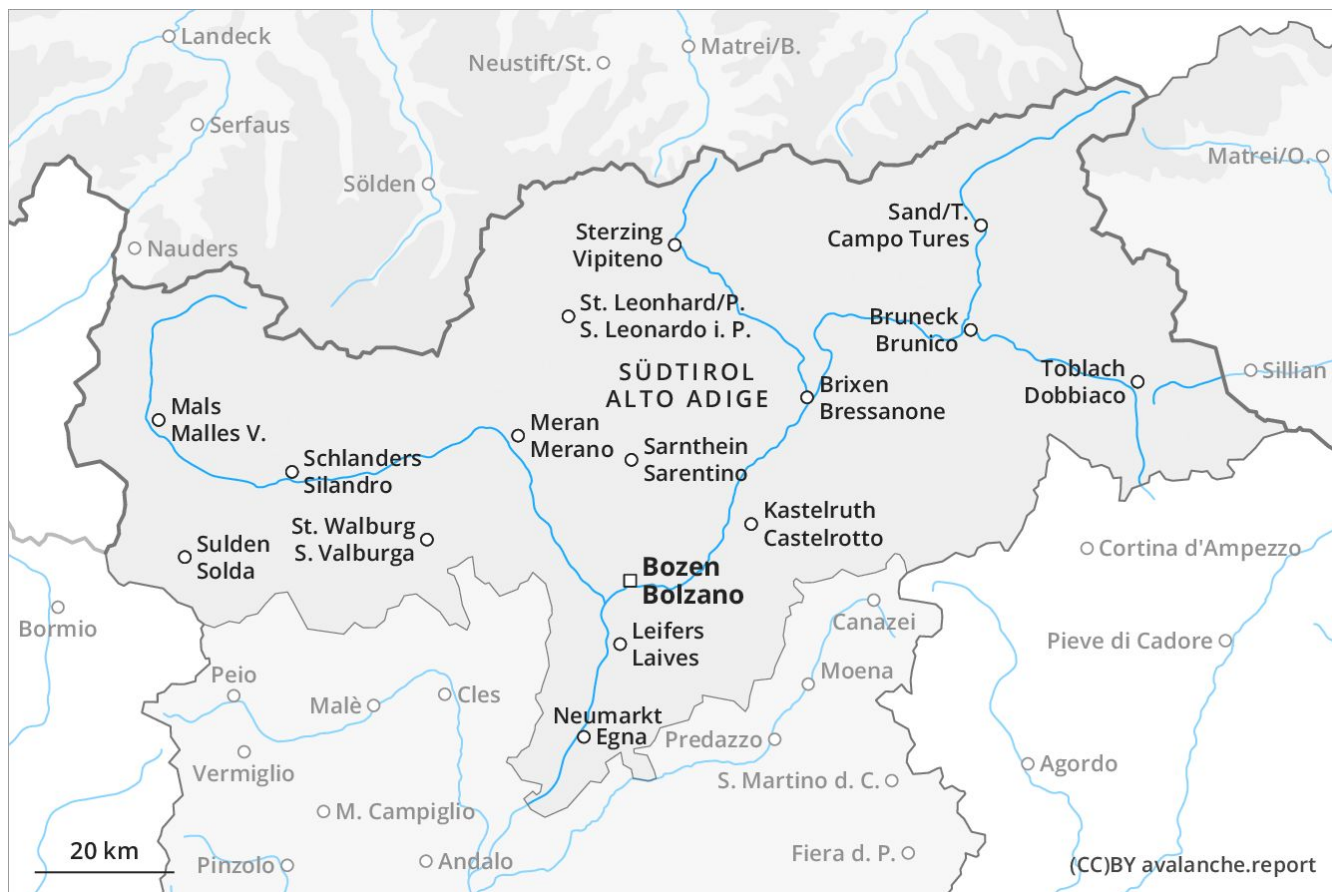 Landeck
Matrei/B.
Neustift/St.
Serfaus
Matrei/O.
Sölden
Sand/T.
Campo Tures
Sterzing
Vipiteno
Nauders
St. Leonhard/P.
S. Leonardo i. P.
Bruneck
Brunico
SÜDTIROL
ALTO ADIGE
Toblach
Dobbiaco
Sillian
Brixen
Bressanone
Mals
Malles V.
Meran
Merano
Sarnthein
Sarentino
Schlanders
Silandro
Kastelruth
Castelrotto
St. Walburg
S. Valburga
Sulden
Solda
Cortina d'Ampezzo
Bozen
Bolzano
Bormio
Canazei
Leifers
Laives
Pieve di Cadore
Peio
Moena
Malè
Cles
Neumarkt
Egna
Predazzo
Vermiglio
Agordo
S. Martino d. C.
M. Campiglio
20 km
Pinzolo
Andalo
Fiera d. P.
(CC)BY avalanche.report